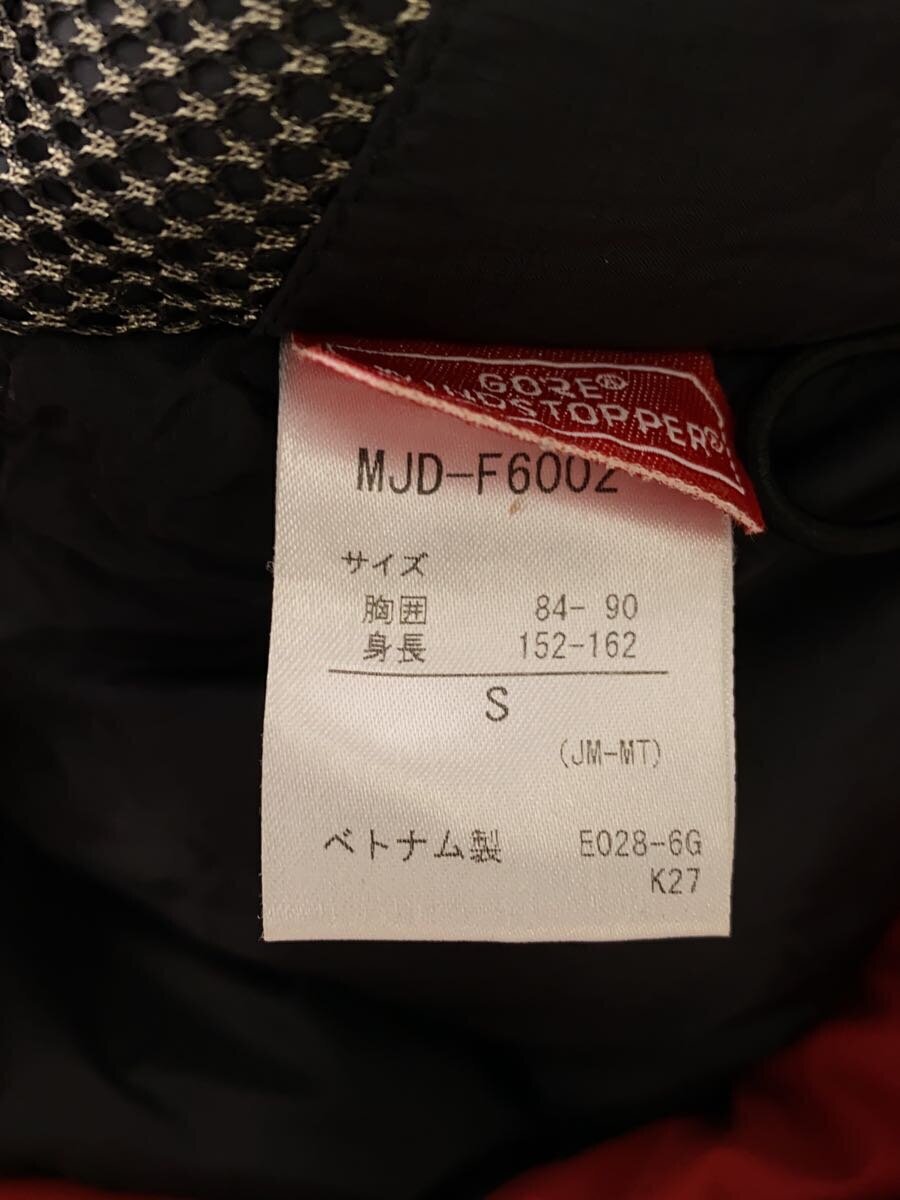 GORE®
WINDSTOPPER®
MJD-F6002
サイズ
胸囲 84- 90
身長 152-162
S
(JM-MT)
ベトナム製 E028-6G
K27